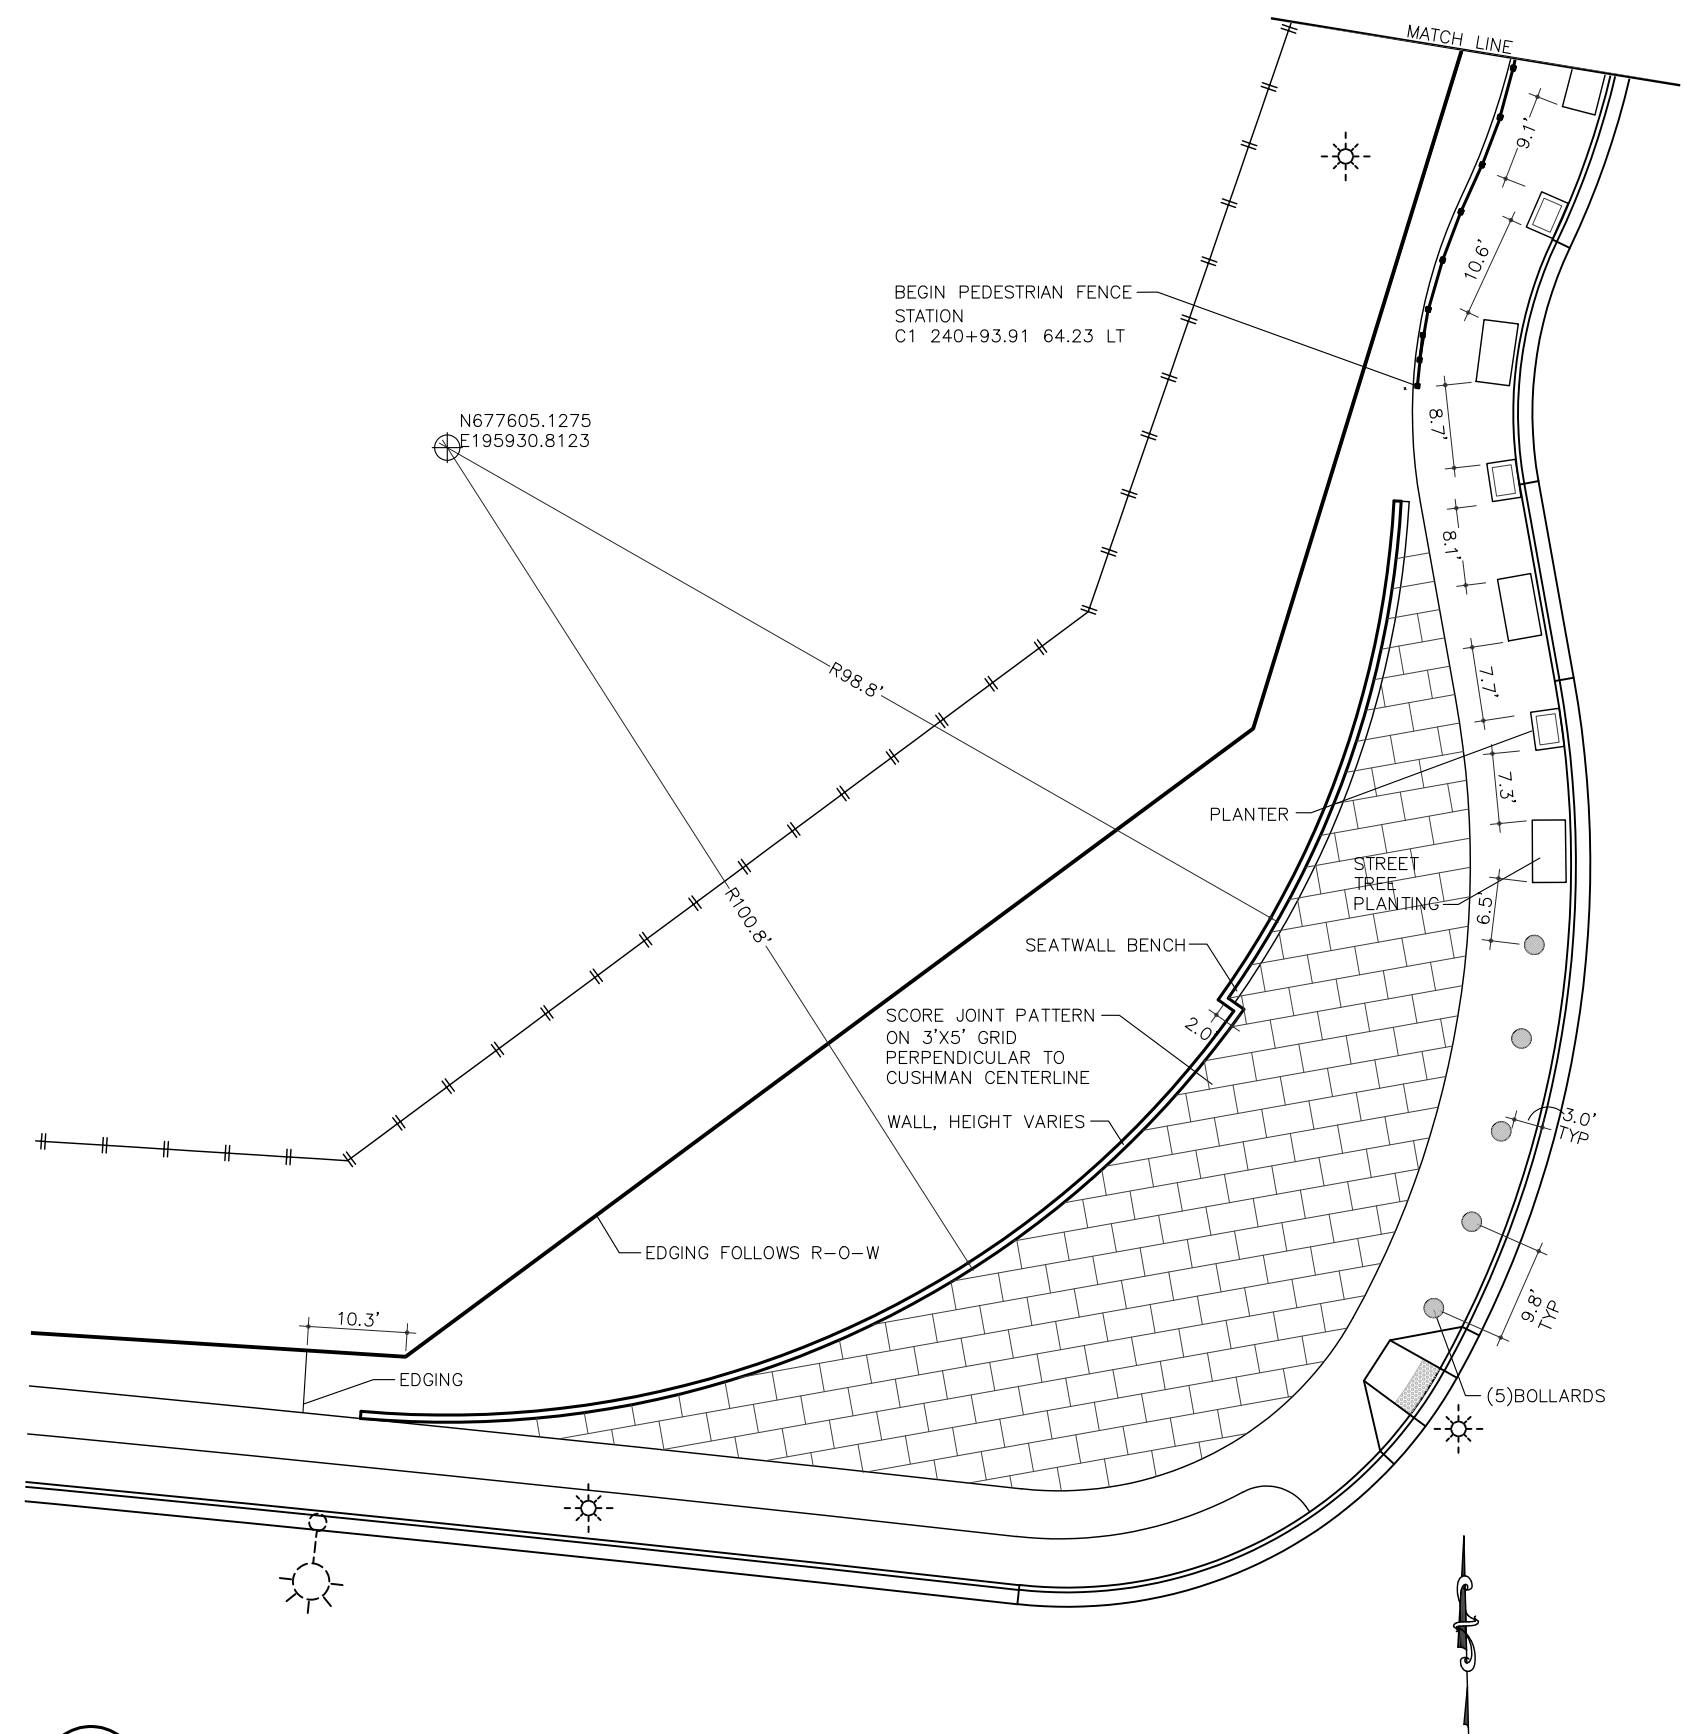 MATCH LINE
9.1'
10.6'
BEGIN PEDESTRIAN FENCE
STATION
C1 240+93.91 64.23 LT
N677605.1275
E195930.8123
8.7'
8.1'
R98.8'
7.7'
7.3'
PLANTER
STREET
TREE
PLANTING
6.5'
R100.8'
SEATWALL BENCH
SCORE JOINT PATTERN
ON 3'X5' GRID
PERPENDICULAR TO
CUSHMAN CENTERLINE
2.0'
WALL, HEIGHT VARIES
3.0'
TYP
EDGING FOLLOWS R-O-W
9.8'
TYP
10.3'
EDGING
(5)BOLLARDS